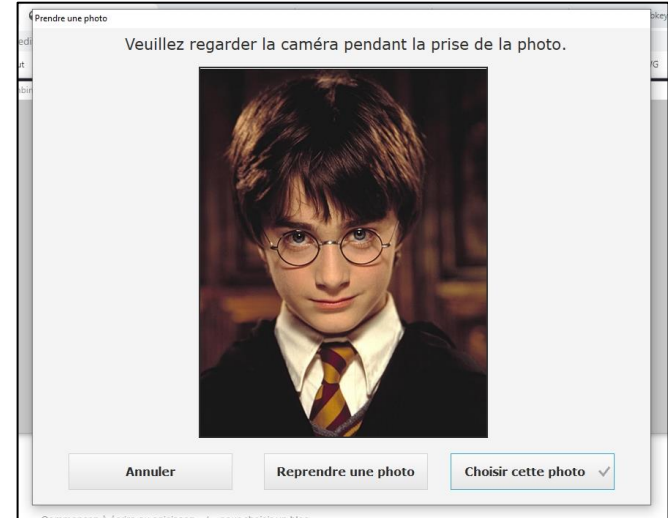 Prendre une photo
Veuillez regarder la caméra pendant la prise de la photo.
Annuler
Reprendre une photo
Choisir cette photo